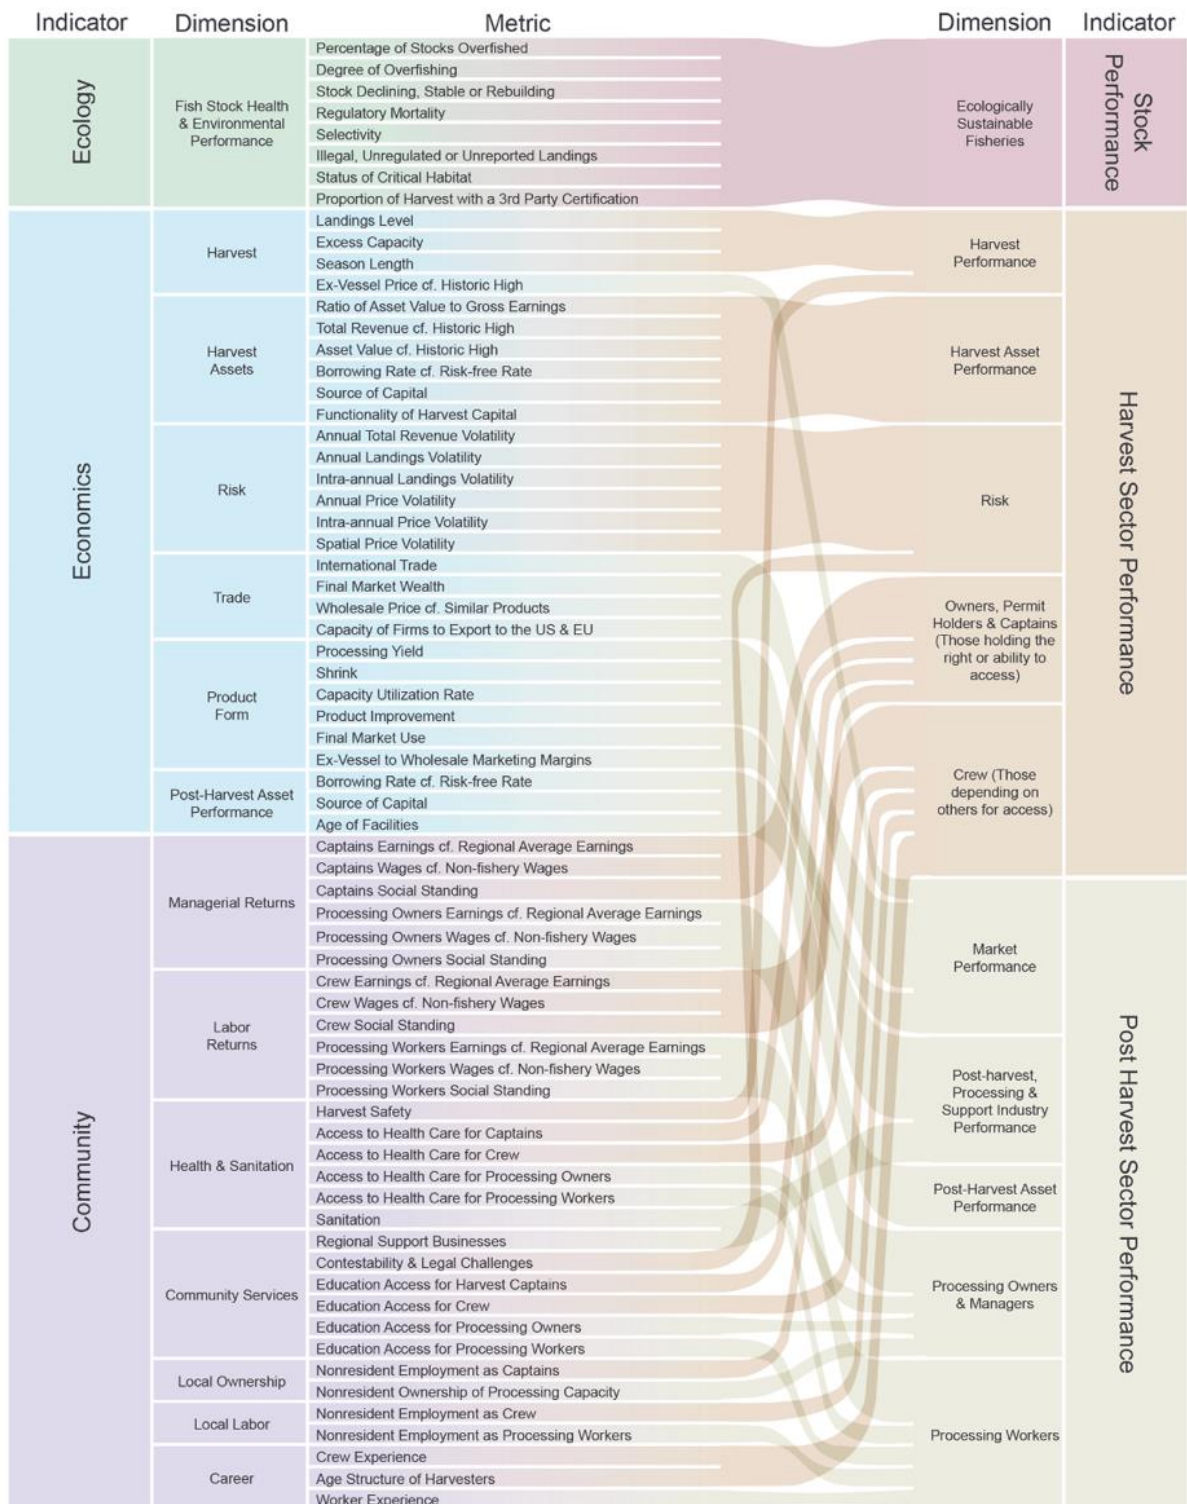 Indicator
Dimension
Metric
Dimension
Indicator
Ecology
Fish Stock Health
& Environmental
Performance
Percentage of Stocks Overfished
Degree of Overfishing
Stock Declining, Stable or Rebuilding
Regulatory Mortality
Selectivity
Illegal, Unregulated or Unreported Landings
Status of Critical Habitat
Proportion of Harvest with a 3rd Party Certification
Economics
Harvest
Landings Level
Excess Capacity
Season Length
Ex-Vessel Price cf. Historic High
Harvest
Assets
Ratio of Asset Value to Gross Earnings
Total Revenue cf. Historic High
Asset Value cf. Historic High
Borrowing Rate cf. Risk-free Rate
Source of Capital
Functionality of Harvest Capital
Risk
Annual Total Revenue Volatility
Annual Landings Volatility
Intra-annual Landings Volatility
Annual Price Volatility
Intra-annual Price Volatility
Spatial Price Volatility
Trade
International Trade
Final Market Wealth
Wholesale Price cf. Similar Products
Capacity of Firms to Export to the US & EU
Product
Form
Processing Yield
Shrink
Capacity Utilization Rate
Product Improvement
Final Market Use
Ex-Vessel to Wholesale Marketing Margins
Post-Harvest Asset
Performance
Borrowing Rate cf. Risk-free Rate
Source of Capital
Age of Facilities
Community
Managerial Returns
Captains Earnings cf. Regional Average Earnings
Captains Wages cf. Non-fishery Wages
Captains Social Standing
Processing Owners Earnings cf. Regional Average Earnings
Processing Owners Wages cf. Non-fishery Wages
Processing Owners Social Standing
Labor
Returns
Crew Earnings cf. Regional Average Earnings
Crew Wages cf. Non-fishery Wages
Crew Social Standing
Processing Workers Earnings cf. Regional Average Earnings
Processing Workers Wages cf. Non-fishery Wages
Processing Workers Social Standing
Health & Sanitation
Harvest Safety
Access to Health Care for Captains
Access to Health Care for Crew
Access to Health Care for Processing Owners
Access to Health Care for Processing Workers
Sanitation
Community Services
Regional Support Businesses
Contestability & Legal Challenges
Education Access for Harvest Captains
Education Access for Crew
Education Access for Processing Owners
Education Access for Processing Workers
Local Ownership
Nonresident Employment as Captains
Nonresident Ownership of Processing Capacity
Local Labor
Nonresident Employment as Crew
Nonresident Employment as Processing Workers
Career
Crew Experience
Age Structure of Harvesters
Worker Experience
Ecologically
Sustainable
Fisheries
Stock
Performance
Harvest
Performance
Harvest Asset
Performance
Risk
Owners, Permit
Holders & Captains
(Those holding the
right or ability to
access)
Crew (Those
depending on
others for access)
Harvest Sector Performance
Market
Performance
Post-harvest,
Processing &
Support Industry
Performance
Post-Harvest Asset
Performance
Processing Owners
& Managers
Processing Workers
Post Harvest Sector Performance